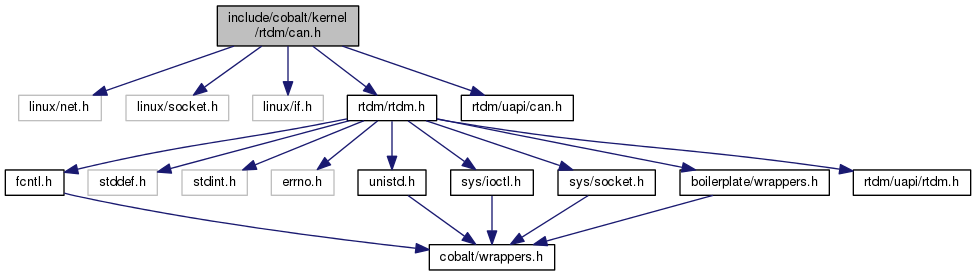 include/cobalt/kernel
/rtdm/can.h
linux/net.h
linux/socket.h
linux/if.h
rtdm/rtdm.h
rtdm/uapi/can.h
fcntl.h
stddef.h
stdint.h
errno.h
unistd.h
sys/ioctl.h
sys/socket.h
boilerplate/wrappers.h
rtdm/uapi/rtdm.h
cobalt/wrappers.h